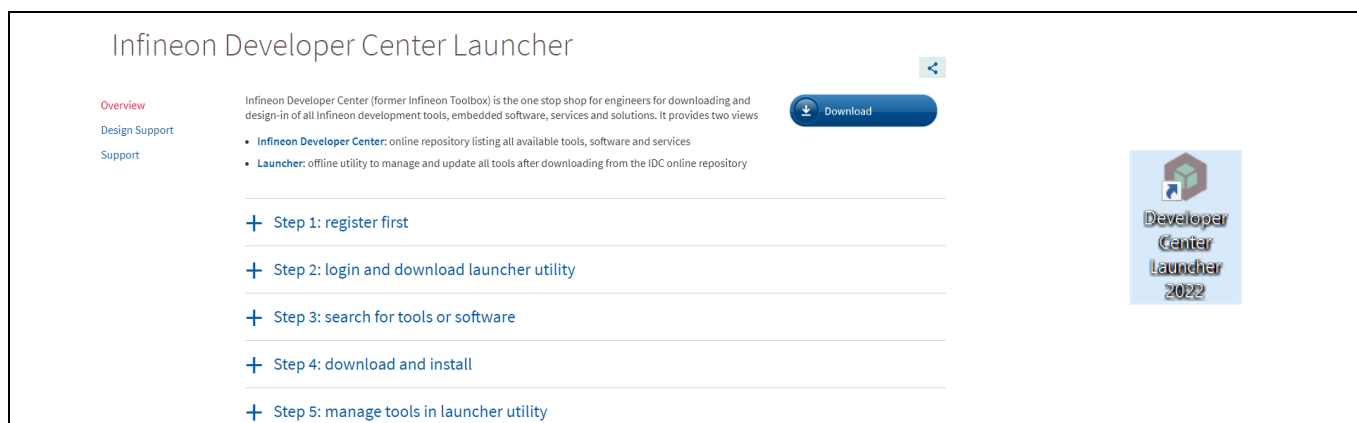 Infineon Developer Center Launcher
Overview
Design Support
Support
Infineon Developer Center (former Infineon Toolbox) is the one stop shop for engineers for downloading and
design-in of all Infineon development tools, embedded software, services and solutions. It provides two views
• Infineon Developer Center: online repository listing all available tools, software and services
• Launcher: offline utility to manage and update all tools after downloading from the IDC online repository
Download
Step 1: register first
Step 2: login and download launcher utility
Step 3: search for tools or software
Step 4: download and install
Step 5: manage tools in launcher utility
Developer
Center
Launcher
2022